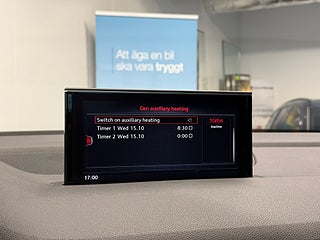 Att äga en bil
ska vara tryggt
Car: auxiliary heating
Switch on auxiliary heating
Timer 1 Wed 15.10 8:30
Timer 2 Wed 15.10 0:00
Status
Inactive
17:00